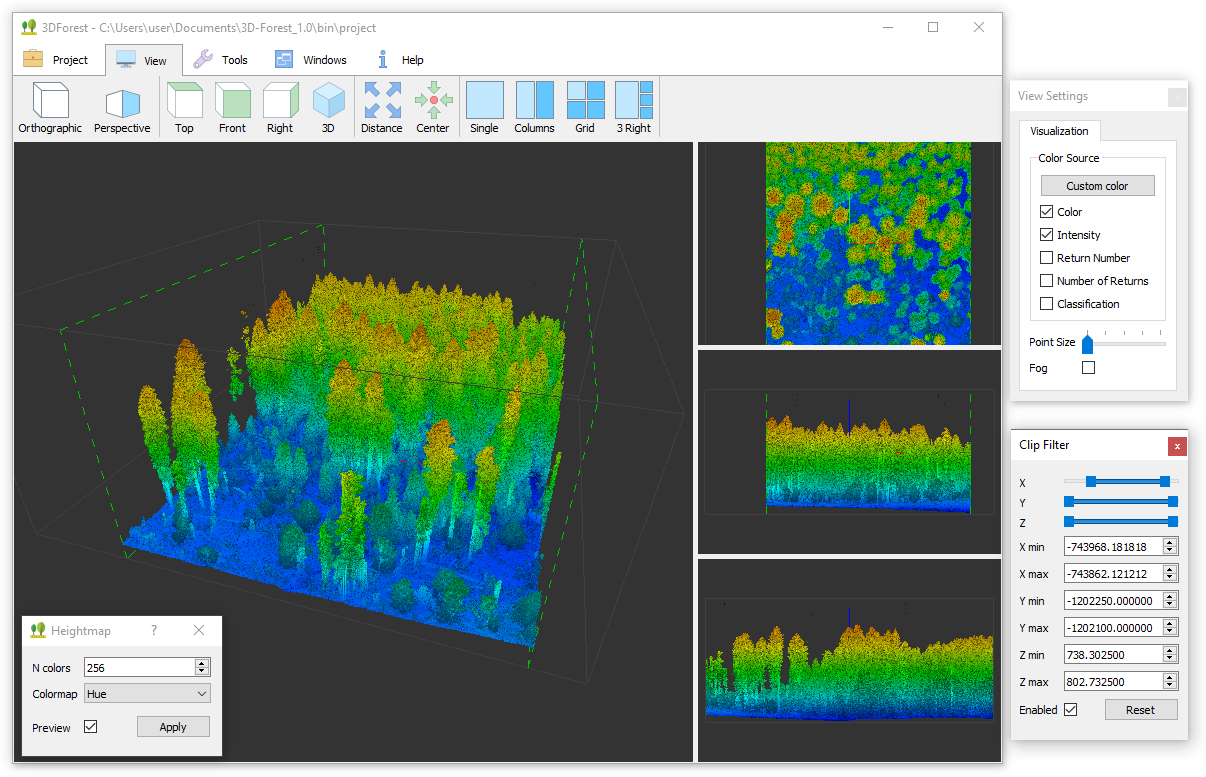 3DForest - C:\Users\user\Documents\3D-Forest_1.0\bin\project
Project View Tools Windows Help
Orthographic Perspective Top Front Right 3D Distance Center Single Columns Grid 3 Right
View Settings
x
Visualization
Color Source
Custom color
Color
Intensity
Return Number
Number of Returns
Classification
Point Size
Fog
Clip Filter
x
X
Y
Z
X min -743968.181818
X max -743862.121212
Y min -1202250.000000
Y max -1202100.000000
Z min 738.302500
Z max 802.732500
Enabled Reset
Heightmap ?
N colors 256
Colormap Hue
Preview Apply